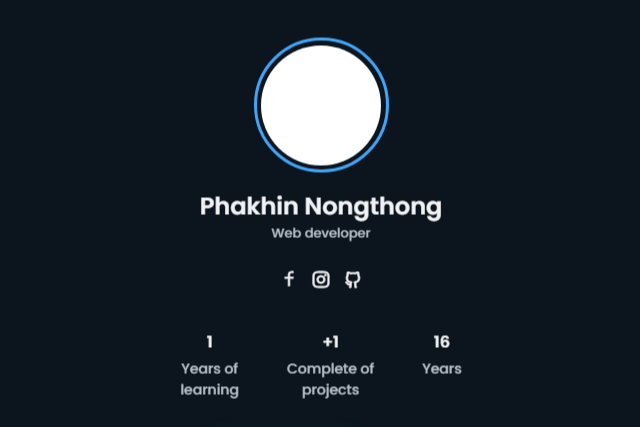 Phakhin Nongthong
Web developer
1
Years of
learning
+1
Complete of
projects
16
Years